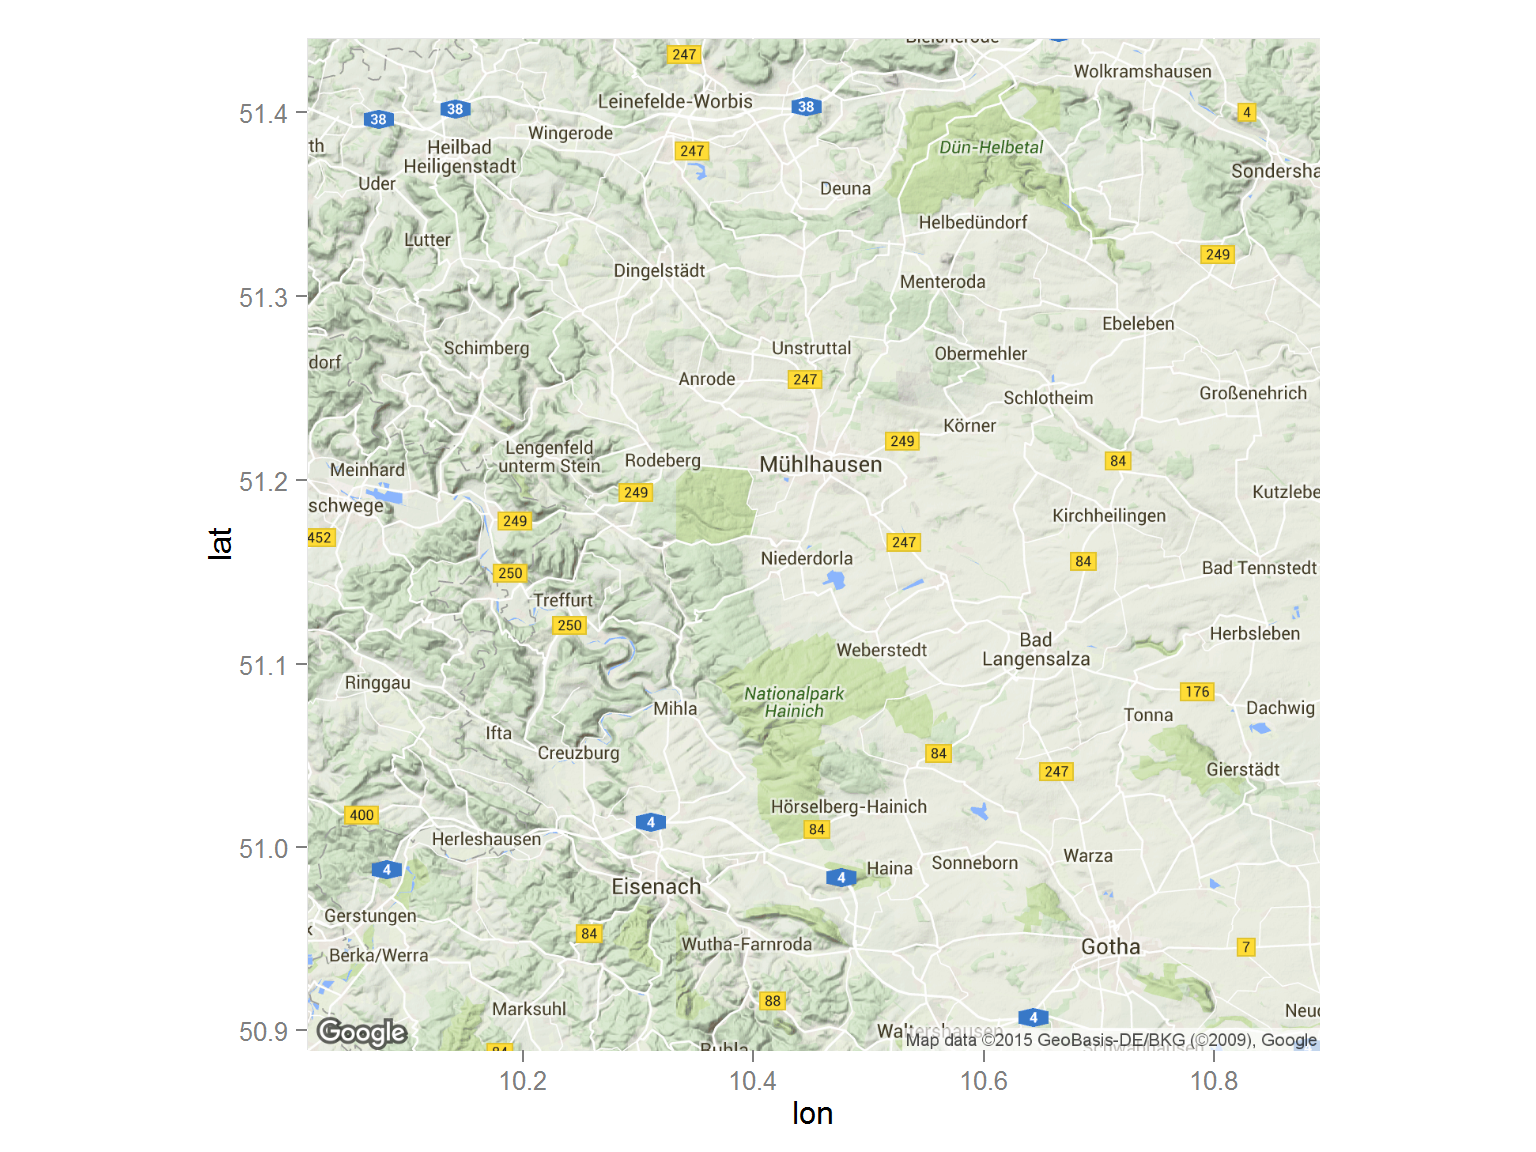 247
Wolkramshausen
38
38
Leinefelde-Worbis
38
4
Wingerode
th
Heilbad
Heiligenstadt
247
Dün-Helbetal
Sondersha
Uder
Deuna
Helbedündorf
Lutter
249
Dingelstädt
Menteroda
51.4
51.3
51.2
51.1
51.0
50.9
Ebeleben
Schimberg
Unstruttal
Obermehler
dorf
Anrode
247
Schlotheim
Großenehrich
Körner
249
Lengenfeld
unterm Stein
Rodeberg
Mühlhausen
84
Meinhard
249
Kutzlebe
schwege
249
Kirchheilingen
452
247
lat
Niederdorla
84
Bad Tennstedt
250
Treffurt
250
Herbsleben
Weberstedt
Bad
Langensalza
Ringgau
Nationalpark
Hainich
176
Mihla
Tonna
Dachwig
Ifta
Creuzburg
84
247
Gierstädt
400
Hörselberg-Hainich
4
84
Herleshausen
4
Haina
Sonneborn
Warza
4
Eisenach
Gerstungen
84
Wutha-Farnroda
Gotha
7
Berka/Werra
88
Marksuhl
4
Neud
Google
Waltershausen
Map data ©2015 GeoBasis-DE/BKG (©2009), Google
10.2
10.4
10.6
10.8
lon